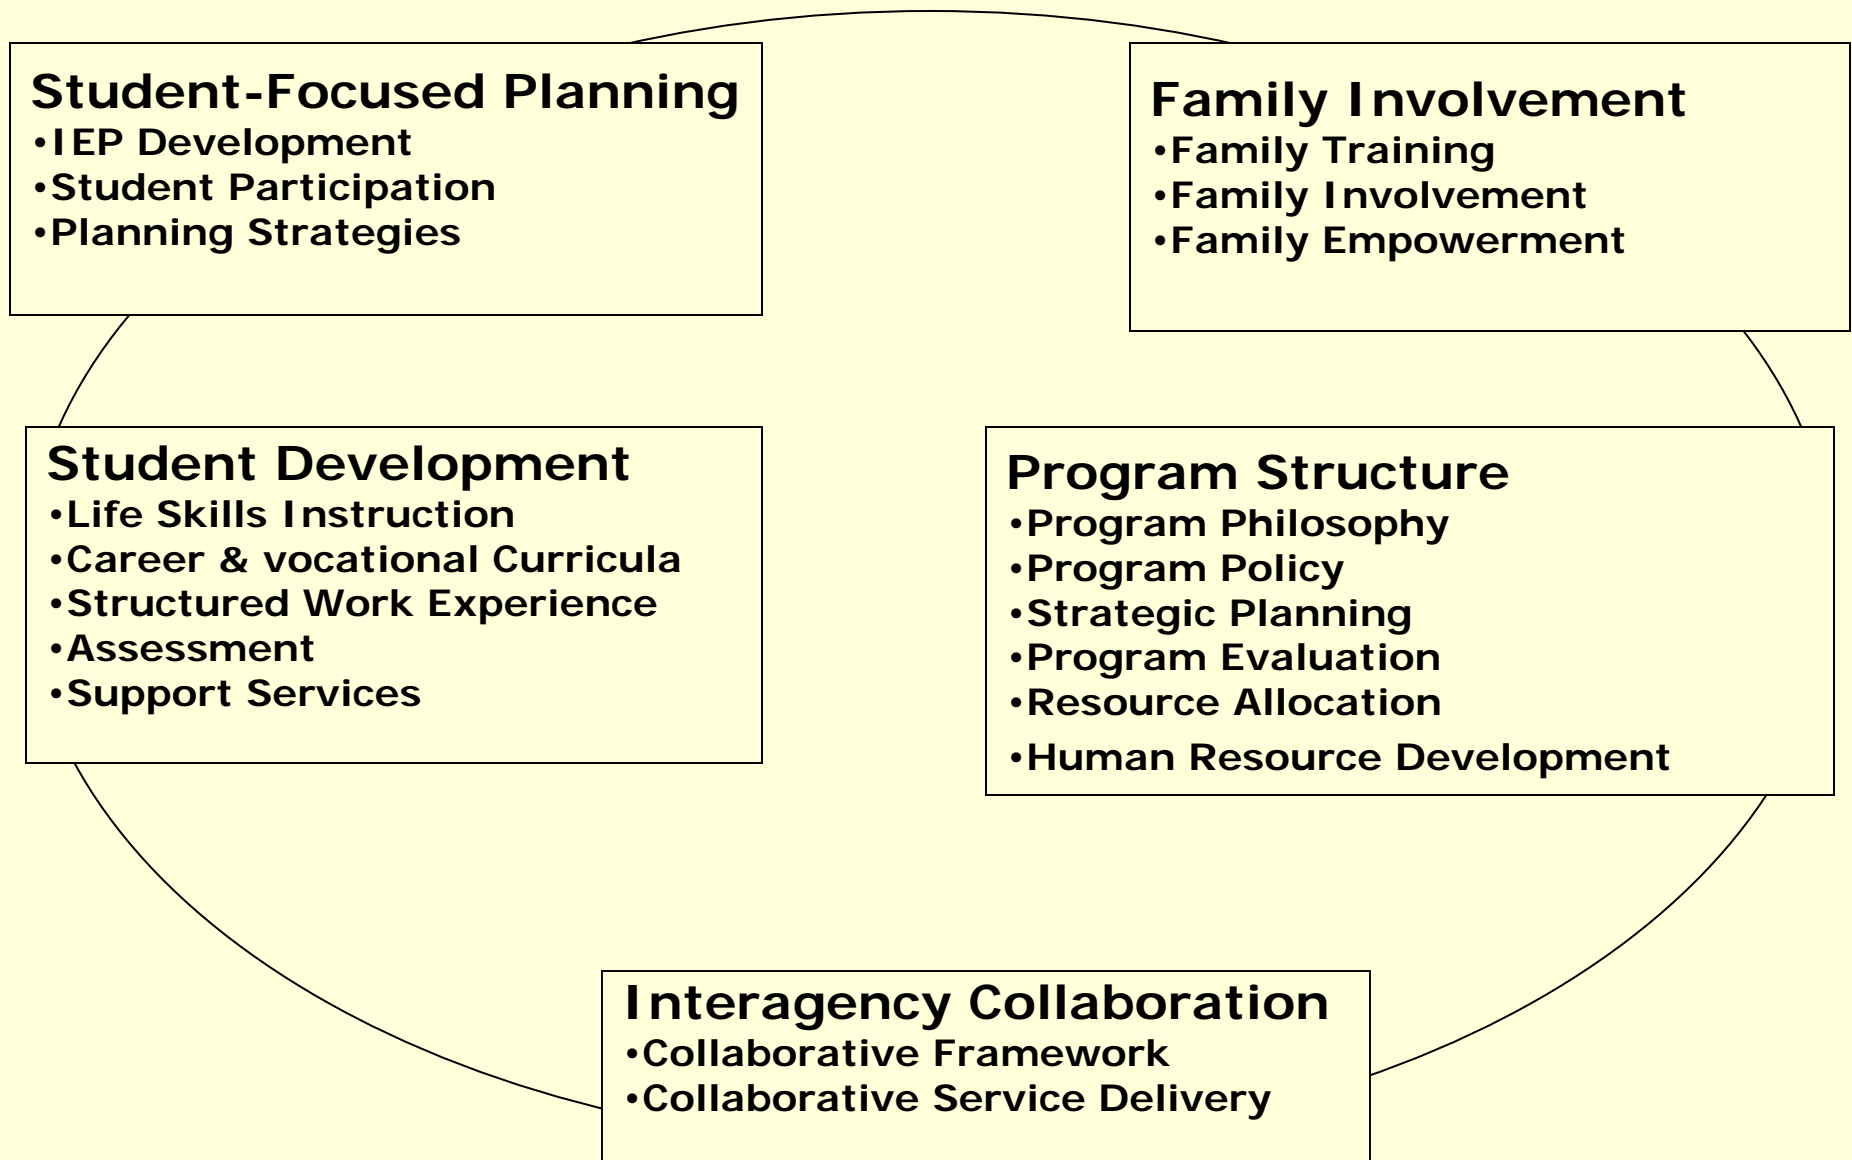 Student-Focused Planning
•IEP Development
•Student Participation
•Planning Strategies
Family Involvement
•Family Training
•Family Involvement
•Family Empowerment
Student Development
•Life Skills Instruction
•Career & vocational Curricula
•Structured Work Experience
•Assessment
•Support Services
Program Structure
•Program Philosophy
•Program Policy
•Strategic Planning
•Program Evaluation
•Resource Allocation
•Human Resource Development
Interagency Collaboration
•Collaborative Framework
•Collaborative Service Delivery